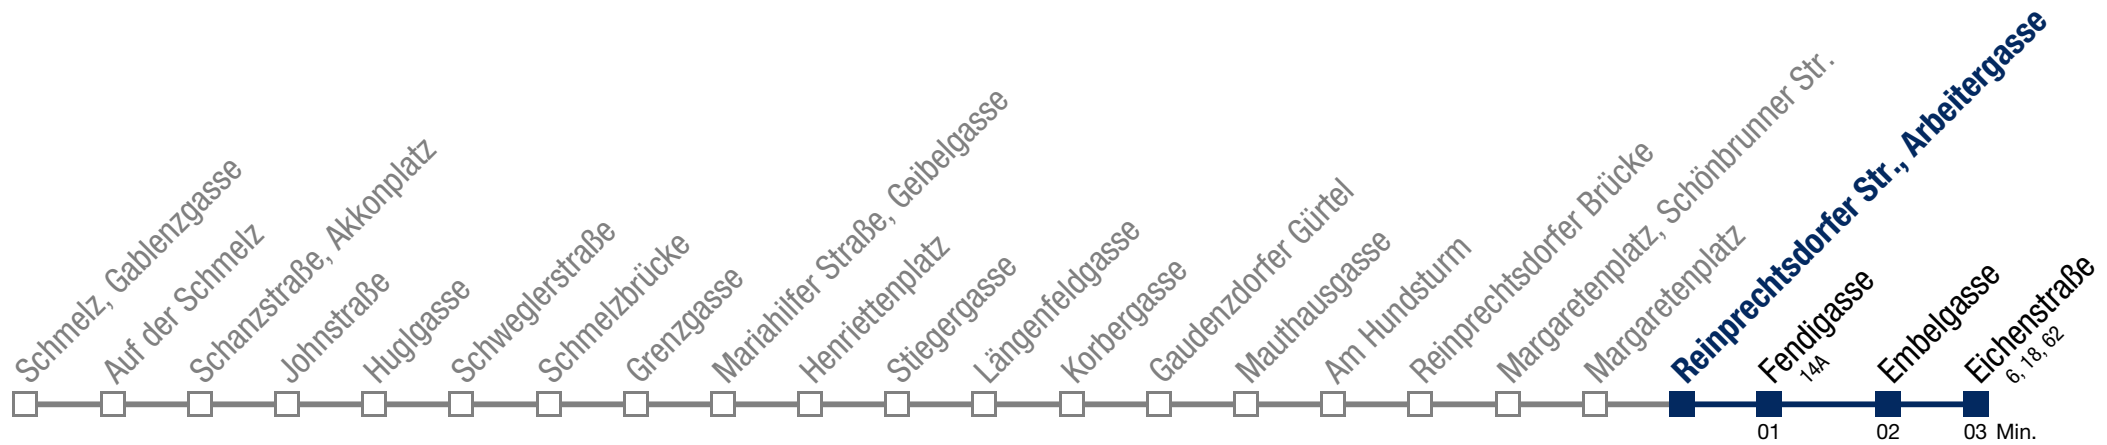 Schmelz, Gablenzgasse
Auf der Schmelz
Schanzstraße, Akkonplatz
Johnstraße
Huglgasse
Schweglerstraße
Schmelzbrücke
Grenzgasse
Mariahilfer Straße, Geibelgasse
Henriettenplatz
Stiegergasse
Längenfeldgasse
Korbergasse
Gaudenzdorfer Gürtel
Mauthausgasse
Am Hundsturm
Reinprechtsdorfer Brücke
Margaretenplatz, Schönbrunner Str.
Margaretenplatz
Reinprechtsdorfer Str., Arbeitergasse
Fendigasse
14A
Embelgasse
Eichenstraße
6, 18, 62
01 02 03 Min.